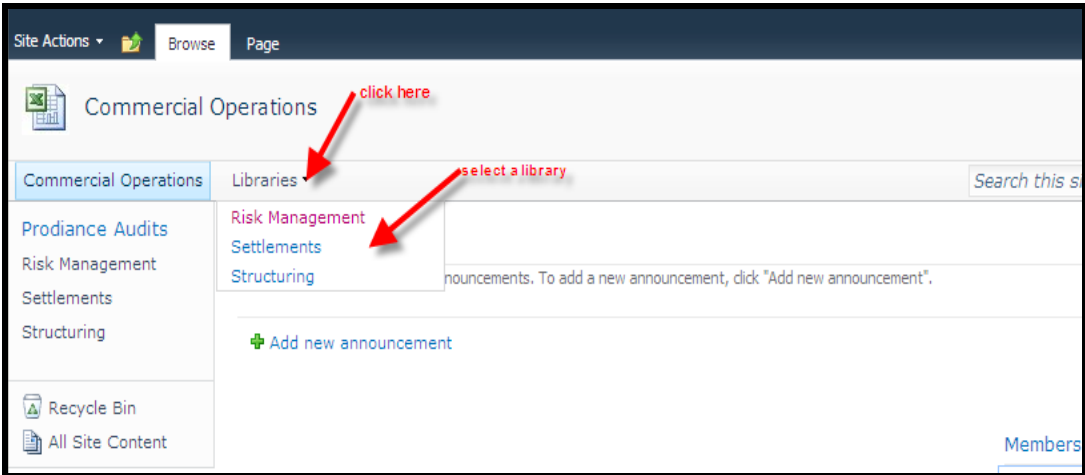 Site Actions Browse Page
click here
Commercial Operations
select a library
Commercial Operations Libraries Search this
Prodiance Audits
Risk Management
Settlements
Structuring
Risk Management
Settlements
Structuring
nouncements. To add a new announcement, click "Add new announcement".
Add new announcement
Recycle Bin
All Site Content
Members